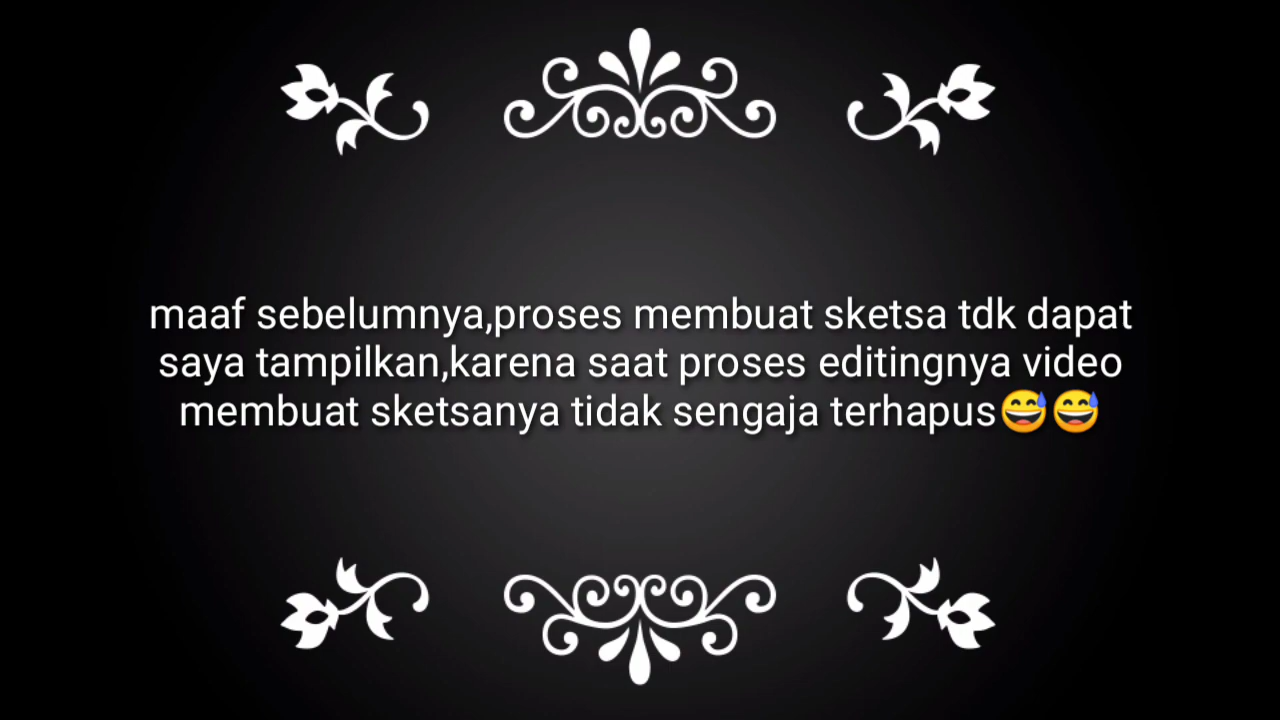 maaf sebelumnya,proses membuat sketsa tdk dapat
saya tampilkan,karena saat proses editingnya video
membuat sketsanya tidak sengaja terhapus😅😅